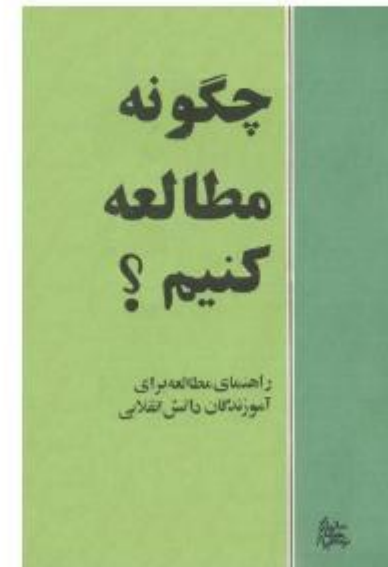 چگونه
مطالعه
کنیم ؟
راهنمای مطالعه برای
آموزندگان دانش انقلابی